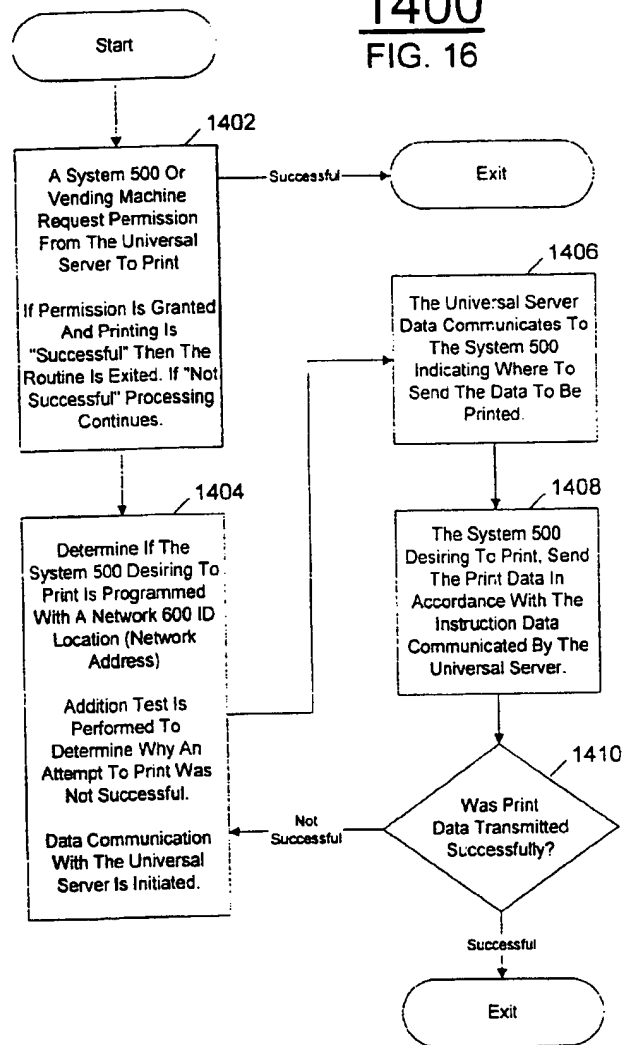 1400
FIG. 16
Start
1402
A System 500 Or
Vending Machine
Request Permission
From The Universal
Server To Print
If Permission Is Granted
And Printing Is
"Successful" Then The
Routine Is Exited. If "Not
Successful" Processing
Continues.
Successful
Exit
1404
Determine If The
System 500 Desiring To
Print Is Programmed
With A Network 600 ID
Location (Network
Address)
Addition Test Is
Performed To
Determine Why An
Attempt To Print Was
Not Successful.
Data Communication
With The Universal
Server Is Initiated.
1406
The Universal Server
Data Communicates To
The System 500
Indicating Where To
Send The Data To Be
Printed.
1408
The System 500
Desiring To Print, Send
The Print Data In
Accordance With The
Instruction Data
Communicated By The
Universal Server.
1410
Was Print
Data Transmitted
Successfully?
Not
Successful
Successful
Exit